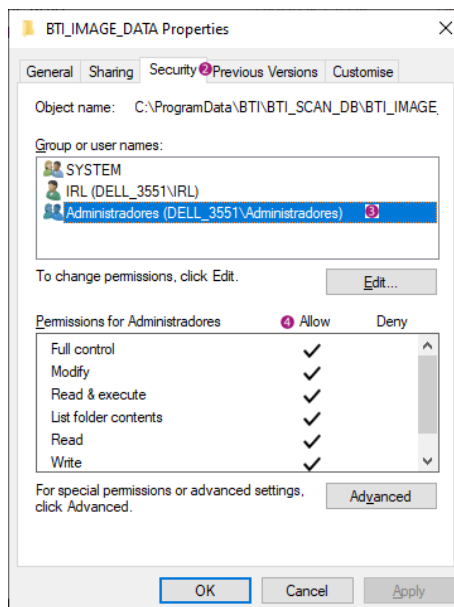 BTI_IMAGE_DATA Properties
General Sharing Security 2 Previous Versions Customise
Object name: C:\ProgramData\BTI\BTI_SCAN_DB\BTI_IMAGE_
Group or user names:
SYSTEM
IRL (DELL_3551\IRL)
Administradores (DELL_3551\Administradores) 3
To change permissions, click Edit.
Edit...
Permissions for Administradores 4 Allow Deny
Full control
Modify
Read & execute
List folder contents
Read
Write
For special permissions or advanced settings,
click Advanced.
Advanced
OK Cancel Apply